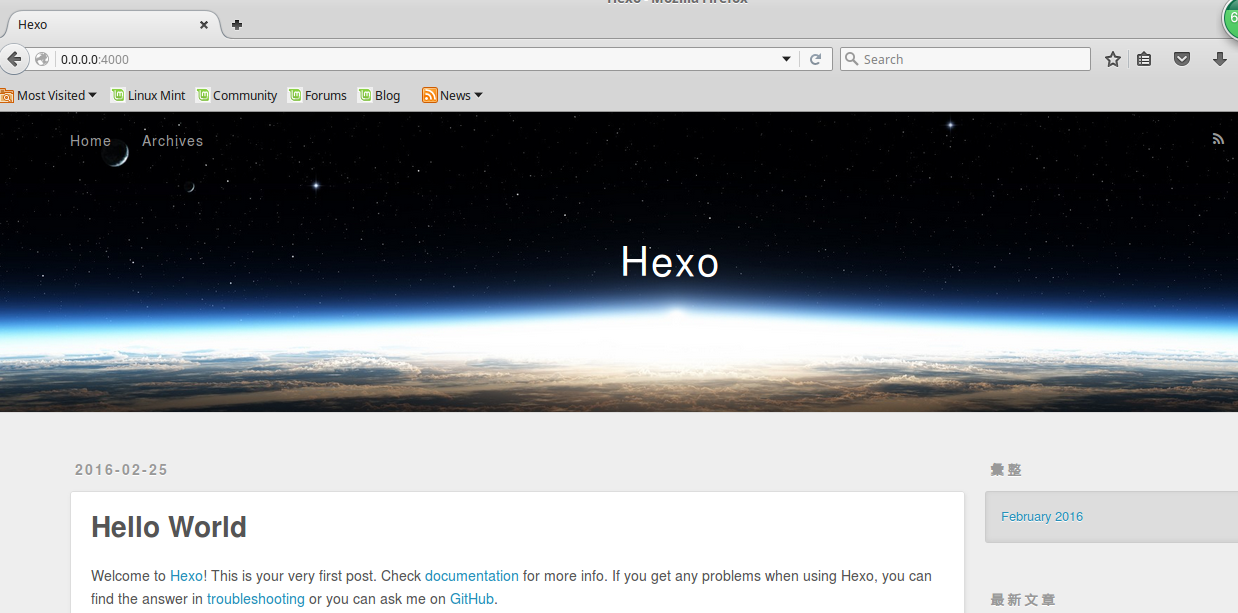 Hexo
0.0.0.0:4000
Search
Most Visited Linux Mint Community Forums Blog News
Home Archives
Hexo
2016-02-25
Hello World
Welcome to Hexo! This is your very first post. Check documentation for more info. If you get any problems when using Hexo, you can
find the answer in troubleshooting or you can ask me on GitHub.
彙整
February 2016
最新文章